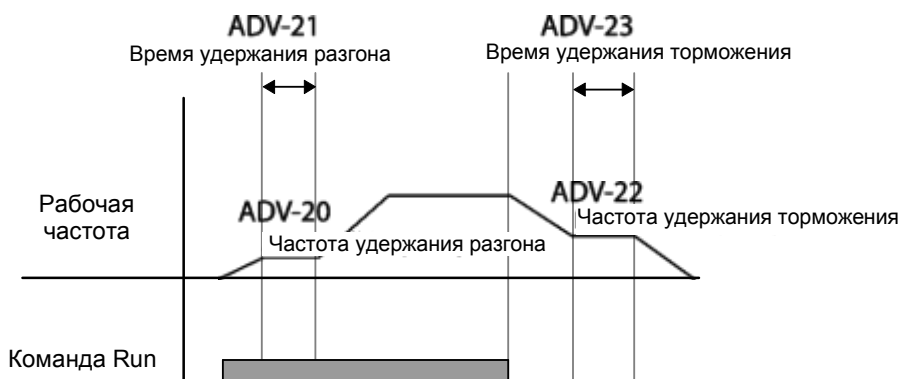 ADV-21
Время удержания разгона
ADV-23
Время удержания торможения
Рабочая
частота
ADV-20
Частота удержания разгона
ADV-22
Частота удержания торможения
Команда Run